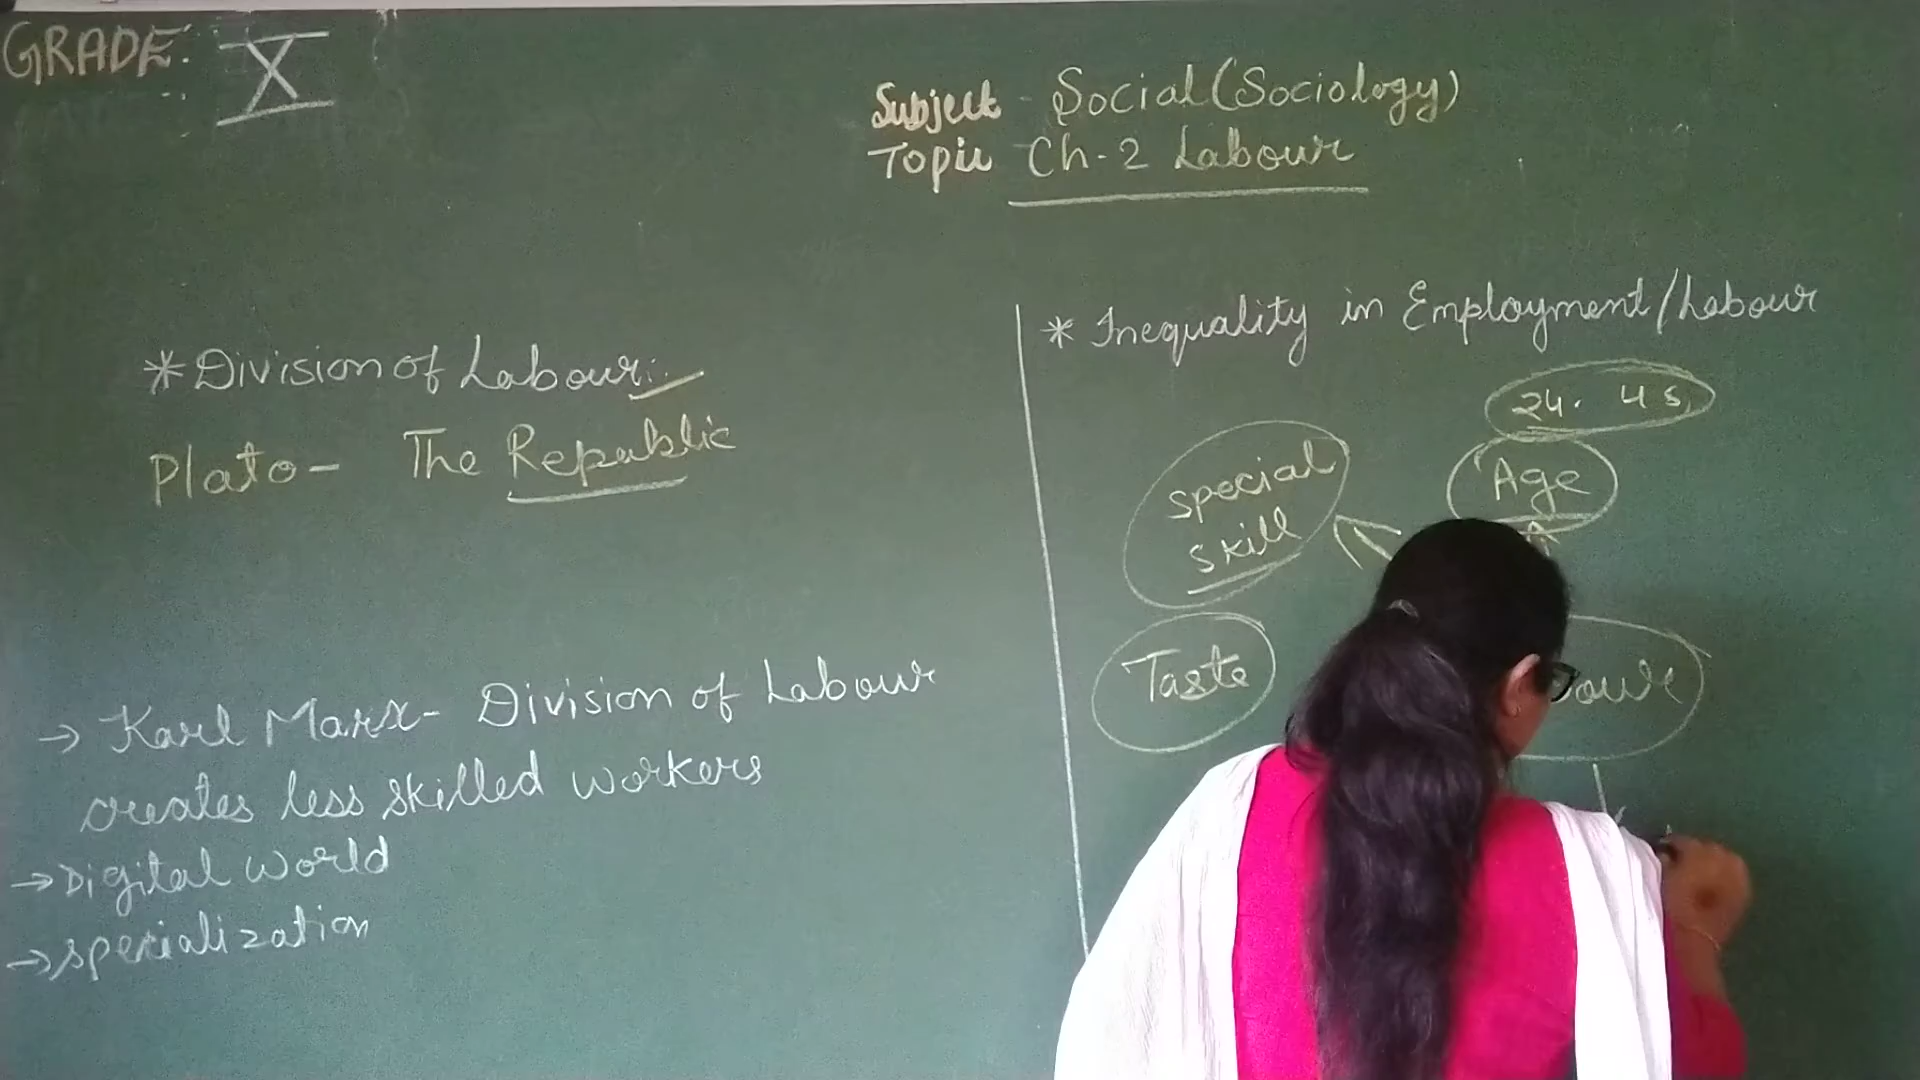 GRADE: X
Subject - Social (Sociology)
Topic Ch-2 Labour
* Division of Labour:
Plato - The Republic
→ Karl Marx - Division of Labour
creates less skilled workers
→ Digital world
→ specialization
* Inequality in Employment/Labour
24. 45
Age
special
skill
Taste
our